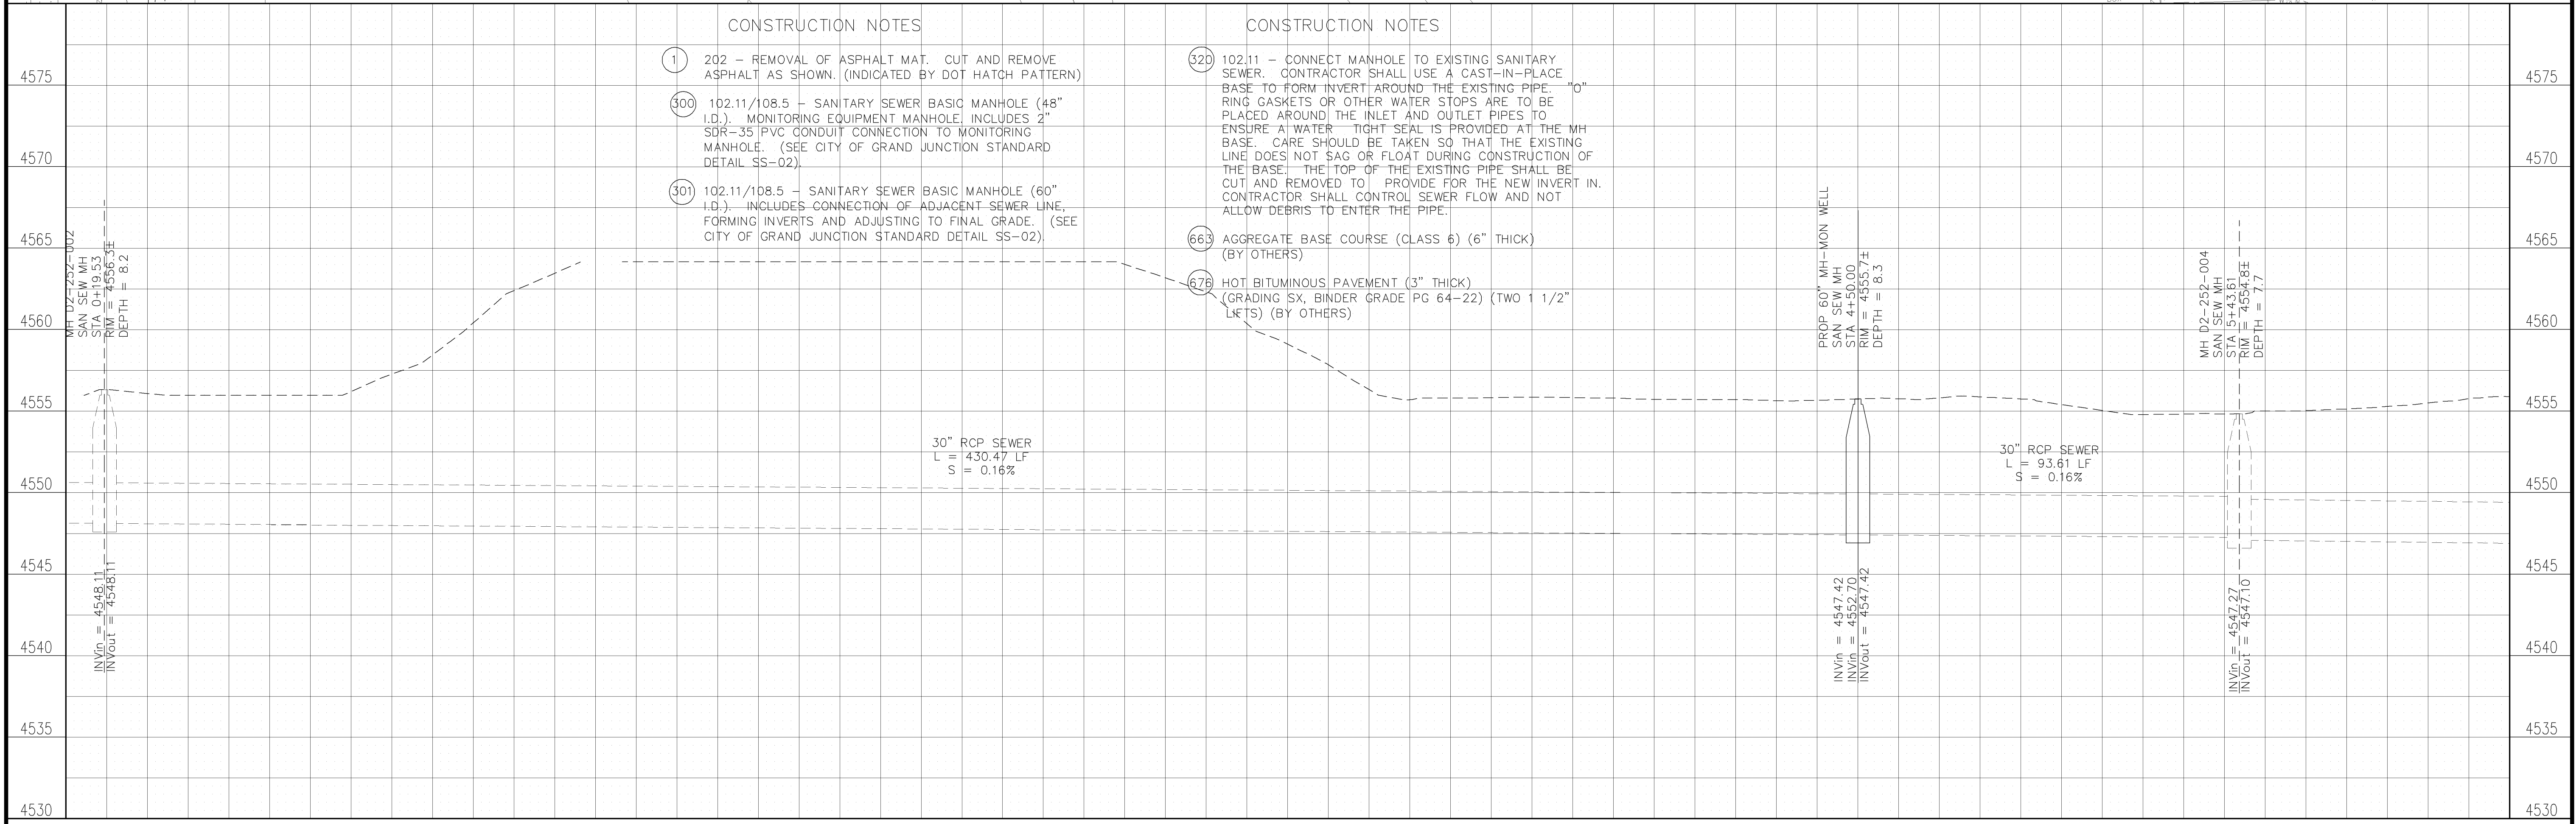 CONSTRUCTION NOTES
1 202 – REMOVAL OF ASPHALT MAT. CUT AND REMOVE
ASPHALT AS SHOWN. (INDICATED BY DOT HATCH PATTERN)
300 102.11/108.5 – SANITARY SEWER BASIC MANHOLE (48"
I.D.). MONITORING EQUIPMENT MANHOLE. INCLUDES 2"
SDR-35 PVC CONDUIT CONNECTION TO MONITORING
MANHOLE. (SEE CITY OF GRAND JUNCTION STANDARD
DETAIL SS-02).
301 102.11/108.5 – SANITARY SEWER BASIC MANHOLE (60"
I.D.). INCLUDES CONNECTION OF ADJACENT SEWER LINE,
FORMING INVERTS AND ADJUSTING TO FINAL GRADE. (SEE
CITY OF GRAND JUNCTION STANDARD DETAIL SS-02).
CONSTRUCTION NOTES
320 102.11 – CONNECT MANHOLE TO EXISTING SANITARY
SEWER. CONTRACTOR SHALL USE A CAST-IN-PLACE
BASE TO FORM INVERT AROUND THE EXISTING PIPE. "O"
RING GASKETS OR OTHER WATER STOPS ARE TO BE
PLACED AROUND THE INLET AND OUTLET PIPES TO
ENSURE A WATER TIGHT SEAL IS PROVIDED AT THE MH
BASE. CARE SHOULD BE TAKEN SO THAT THE EXISTING
LINE DOES NOT SAG OR FLOAT DURING CONSTRUCTION OF
THE BASE. THE TOP OF THE EXISTING PIPE SHALL BE
CUT AND REMOVED TO PROVIDE FOR THE NEW INVERT IN.
CONTRACTOR SHALL CONTROL SEWER FLOW AND NOT
ALLOW DEBRIS TO ENTER THE PIPE.
663 AGGREGATE BASE COURSE (CLASS 6) (6" THICK)
(BY OTHERS)
676 HOT BITUMINOUS PAVEMENT (3" THICK)
(GRADING SX, BINDER GRADE PG 64-22) (TWO 1 1/2"
LIFTS) (BY OTHERS)
4575
4570
4565
4560
4555
4550
4545
4540
4535
4530
MH D2-252-002
SAN SEW MH
STA 0+19.53
RIM = 4556.3±
DEPTH = 8.2
INVin = 4548.11
INVout = 4548.11
30" RCP SEWER
L = 430.47 LF
S = 0.16%
PROP 60" MH-MON WELL
SAN SEW MH
STA 4+50.00
RIM = 4555.7±
DEPTH = 8.3
INVin = 4547.42
INVin = 4552.70
INVout = 4547.42
30" RCP SEWER
L = 93.61 LF
S = 0.16%
MH D2-252-004
SAN SEW MH
STA 5+43.61
RIM = 4554.8±
DEPTH = 7.7
INVin = 4547.27
INVout = 4547.10
4575
4570
4565
4560
4555
4550
4545
4540
4535
4530